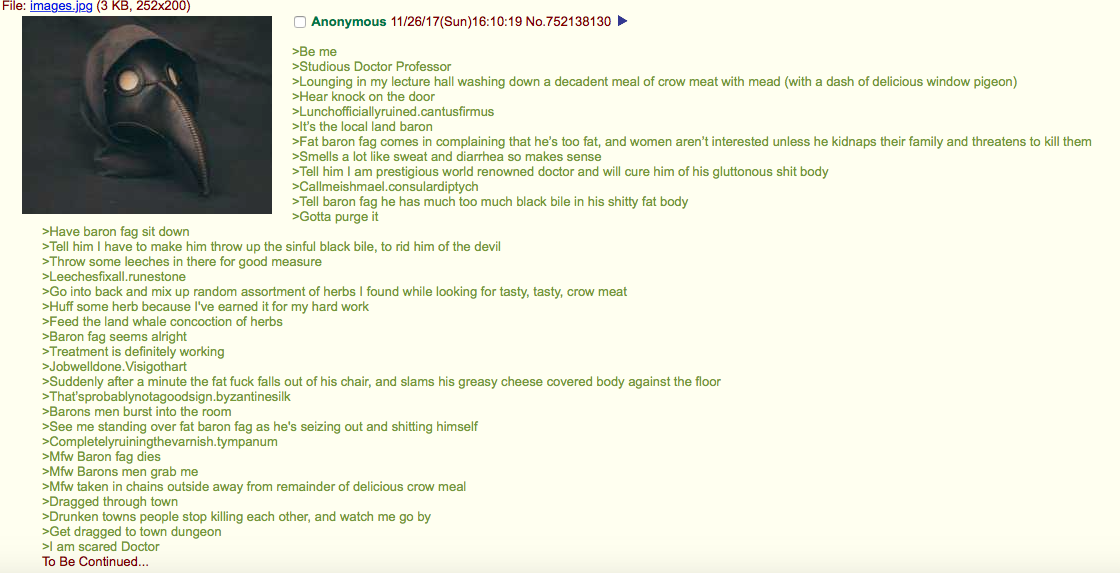 File: images.jpg (3 KB, 252x200)
Anonymous 11/26/17(Sun)16:10:19 No.752138130
>Be me
>Studious Doctor Professor
>Lounging in my lecture hall washing down a decadent meal of crow meat with mead (with a dash of delicious window pigeon)
>Hear knock on the door
>Lunchofficiallyruined.cantusfirmus
>It's the local land baron
>Fat baron fag comes in complaining that he's too fat, and women aren't interested unless he kidnaps their family and threatens to kill them
>Smells a lot like sweat and diarrhea so makes sense
>Tell him I am prestigious world renowned doctor and will cure him of his gluttonous shit body
>Callmeishmael.consulardiptych
>Tell baron fag he has much too much black bile in his shitty fat body
>Gotta purge it
>Have baron fag sit down
>Tell him I have to make him throw up the sinful black bile, to rid him of the devil
>Throw some leeches in there for good measure
>Leechesfixall.runestone
>Go into back and mix up random assortment of herbs I found while looking for tasty, tasty, crow meat
>Huff some herb because I've earned it for my hard work
>Feed the land whale concoction of herbs
>Baron fag seems alright
>Treatment is definitely working
>Jobwelldone.Visigothart
>Suddenly after a minute the fat fuck falls out of his chair, and slams his greasy cheese covered body against the floor
>That'sprobablynotagoodsign.byzantinesilk
>Barons men burst into the room
>See me standing over fat baron fag as he's seizing out and shitting himself
>Completelyruiningthevarnish.tympanum
>Mfw Baron fag dies
>Mfw Barons men grab me
>Mfw taken in chains outside away from remainder of delicious crow meal
>Dragged through town
>Drunken towns people stop killing each other, and watch me go by
>Get dragged to town dungeon
>I am scared Doctor
To Be Continued...